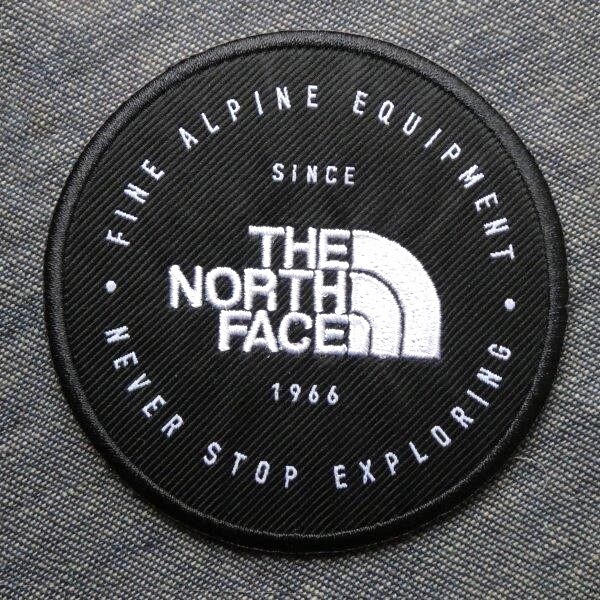 FINE ALPINE EQUIPMENT
SINCE
THE
NORTH
FACE
1966
NEVER STOP EXPLORING